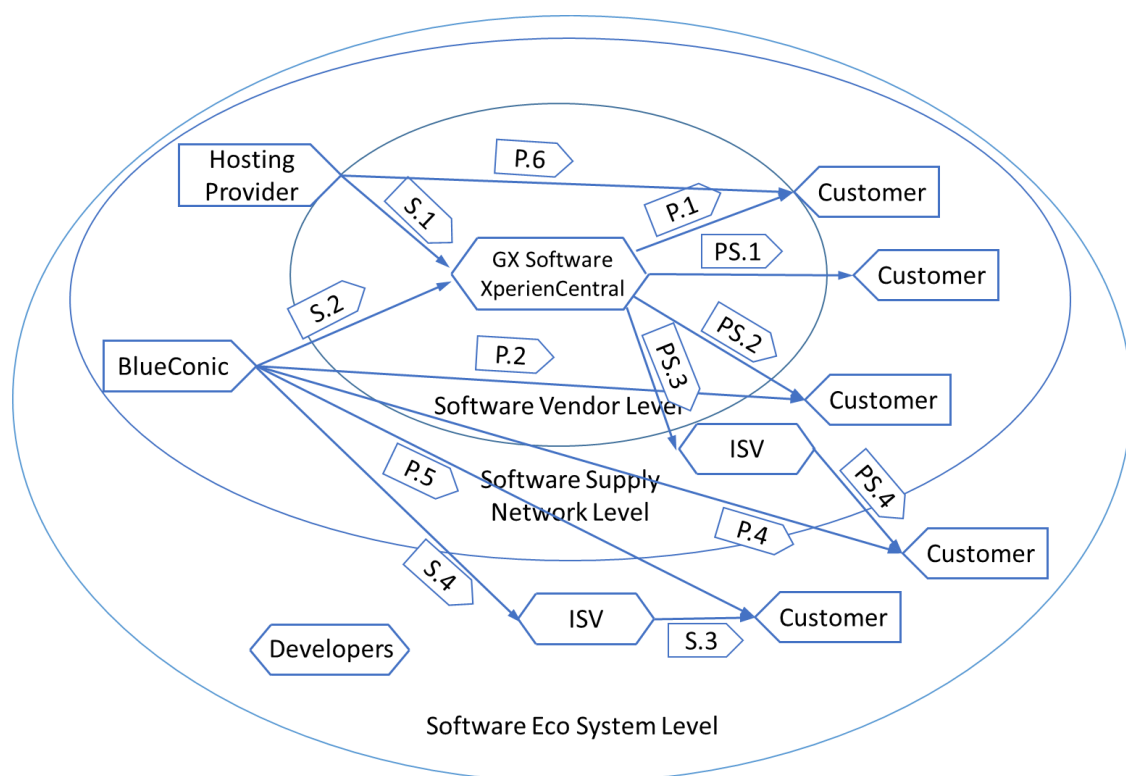 Hosting
Provider
P.6
Customer
S.1
P.1
GX Software
XperienCentral
PS.1
Customer
S.2
PS.2
BlueConic
P.2
PS.3
Customer
Software Vendor Level
ISV
P.5
Software Supply
Network Level
PS.4
P.4
Customer
S.4
ISV
Customer
S.3
Developers
Software Eco System Level